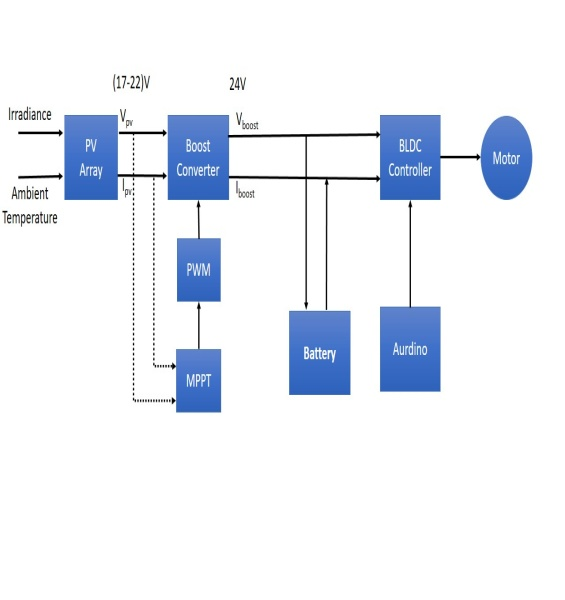 (17-22)V
24V
Irradiance
Vpv
Vboost
PV
Array
Boost
Converter
BLDC
Controller
Motor
Ipv
Iboost
Ambient
Temperature
PWM
Battery
Aurdino
MPPT